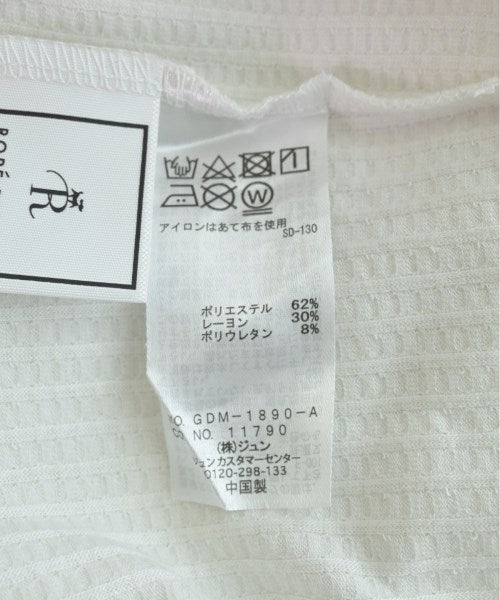 アイロンはあて布を使用
SD-130
ポリエステル 62%
レーヨン 30%
ポリウレタン 8%
NO. GDM-1890-A
NO. 11790
(株)ジュン
ジュンカスタマーセンター
0120-298-133
中国製
R
W